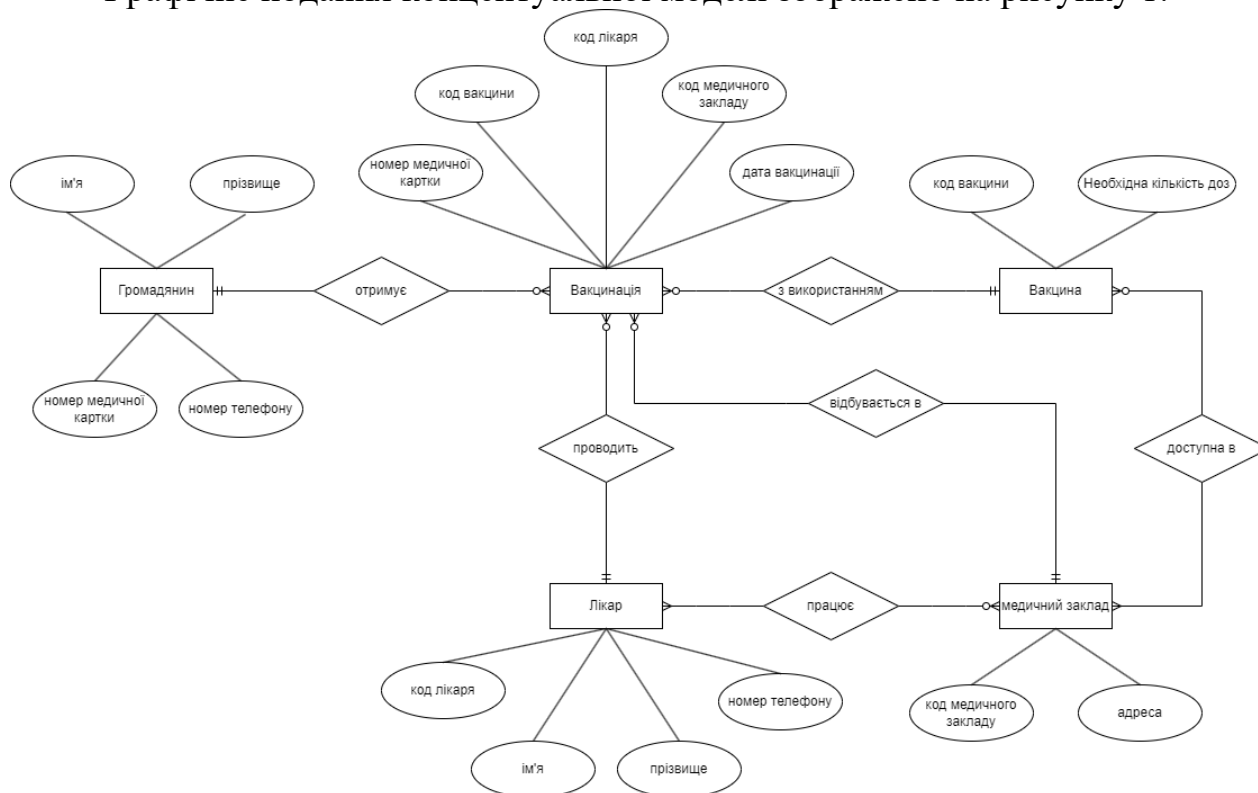 Графічне подання концептуальної моделі зображено на рисунку 1.
код лікаря
код вакцини
код медичного
закладу
номер медичної
картки
дата вакцинації
ім'я
прізвище
код вакцини
Необхідна кількість доз
Громадянин
отримує
Вакцинація
з використанням
Вакцина
номер медичної
картки
номер телефону
відбувається в
проводить
доступна в
Лікар
працює
медичний заклад
код лікаря
номер телефону
код медичного
закладу
адреса
ім'я
прізвище